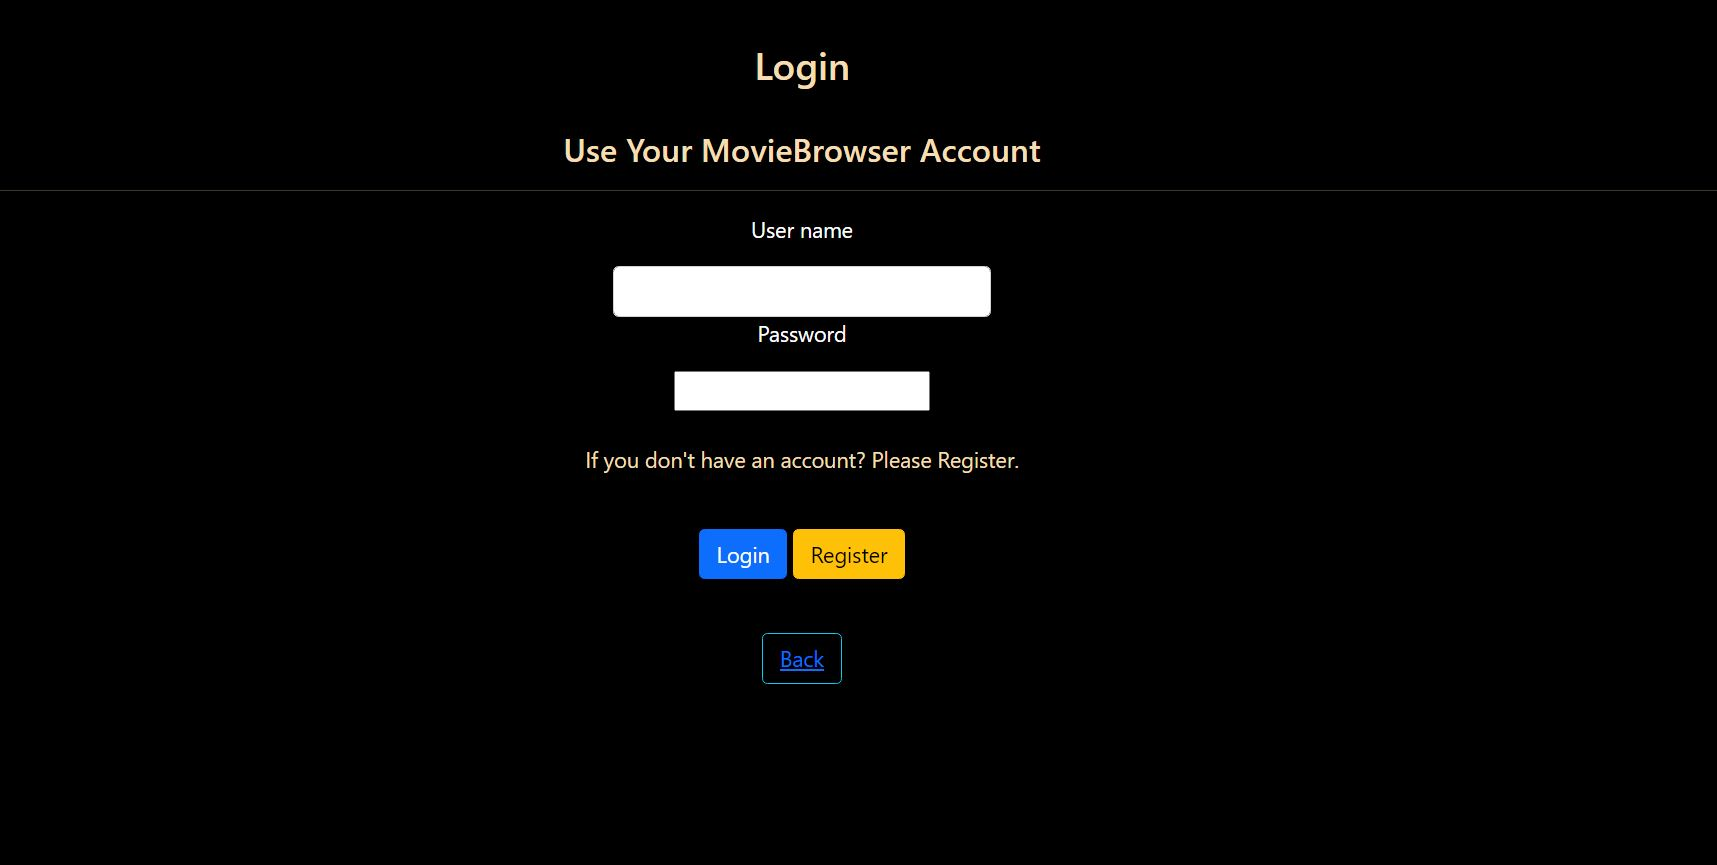 Login
Use Your MovieBrowser Account
User name
Password
If you don't have an account? Please Register.
Login Register
Back